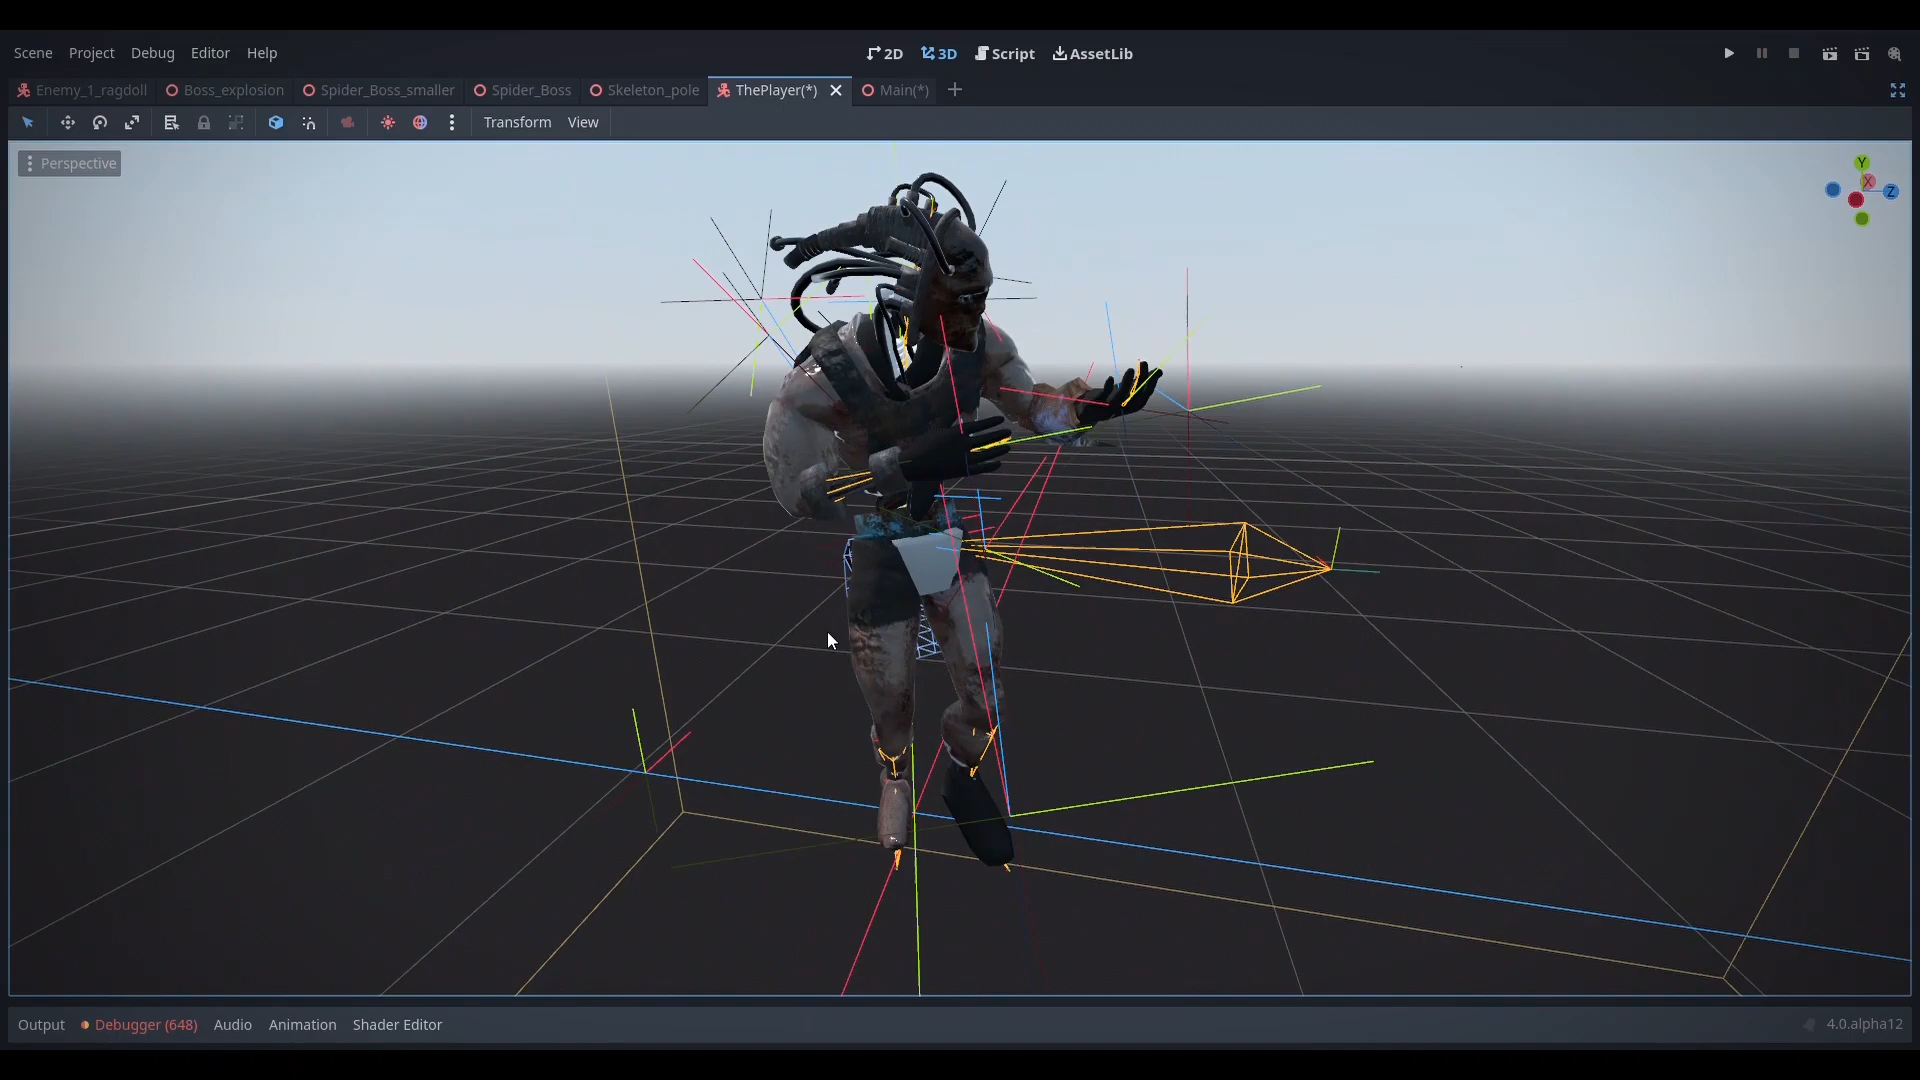 Scene Project Debug Editor Help 2D 3D Script AssetLib
Enemy_1_ragdoll Boss_explosion Spider_Boss_smaller Spider_Boss Skeleton_pole ThePlayer(*) Main(*)
Transform View
Perspective
Y
X
Z
Output Debugger (648) Audio Animation Shader Editor 4.0.alpha12